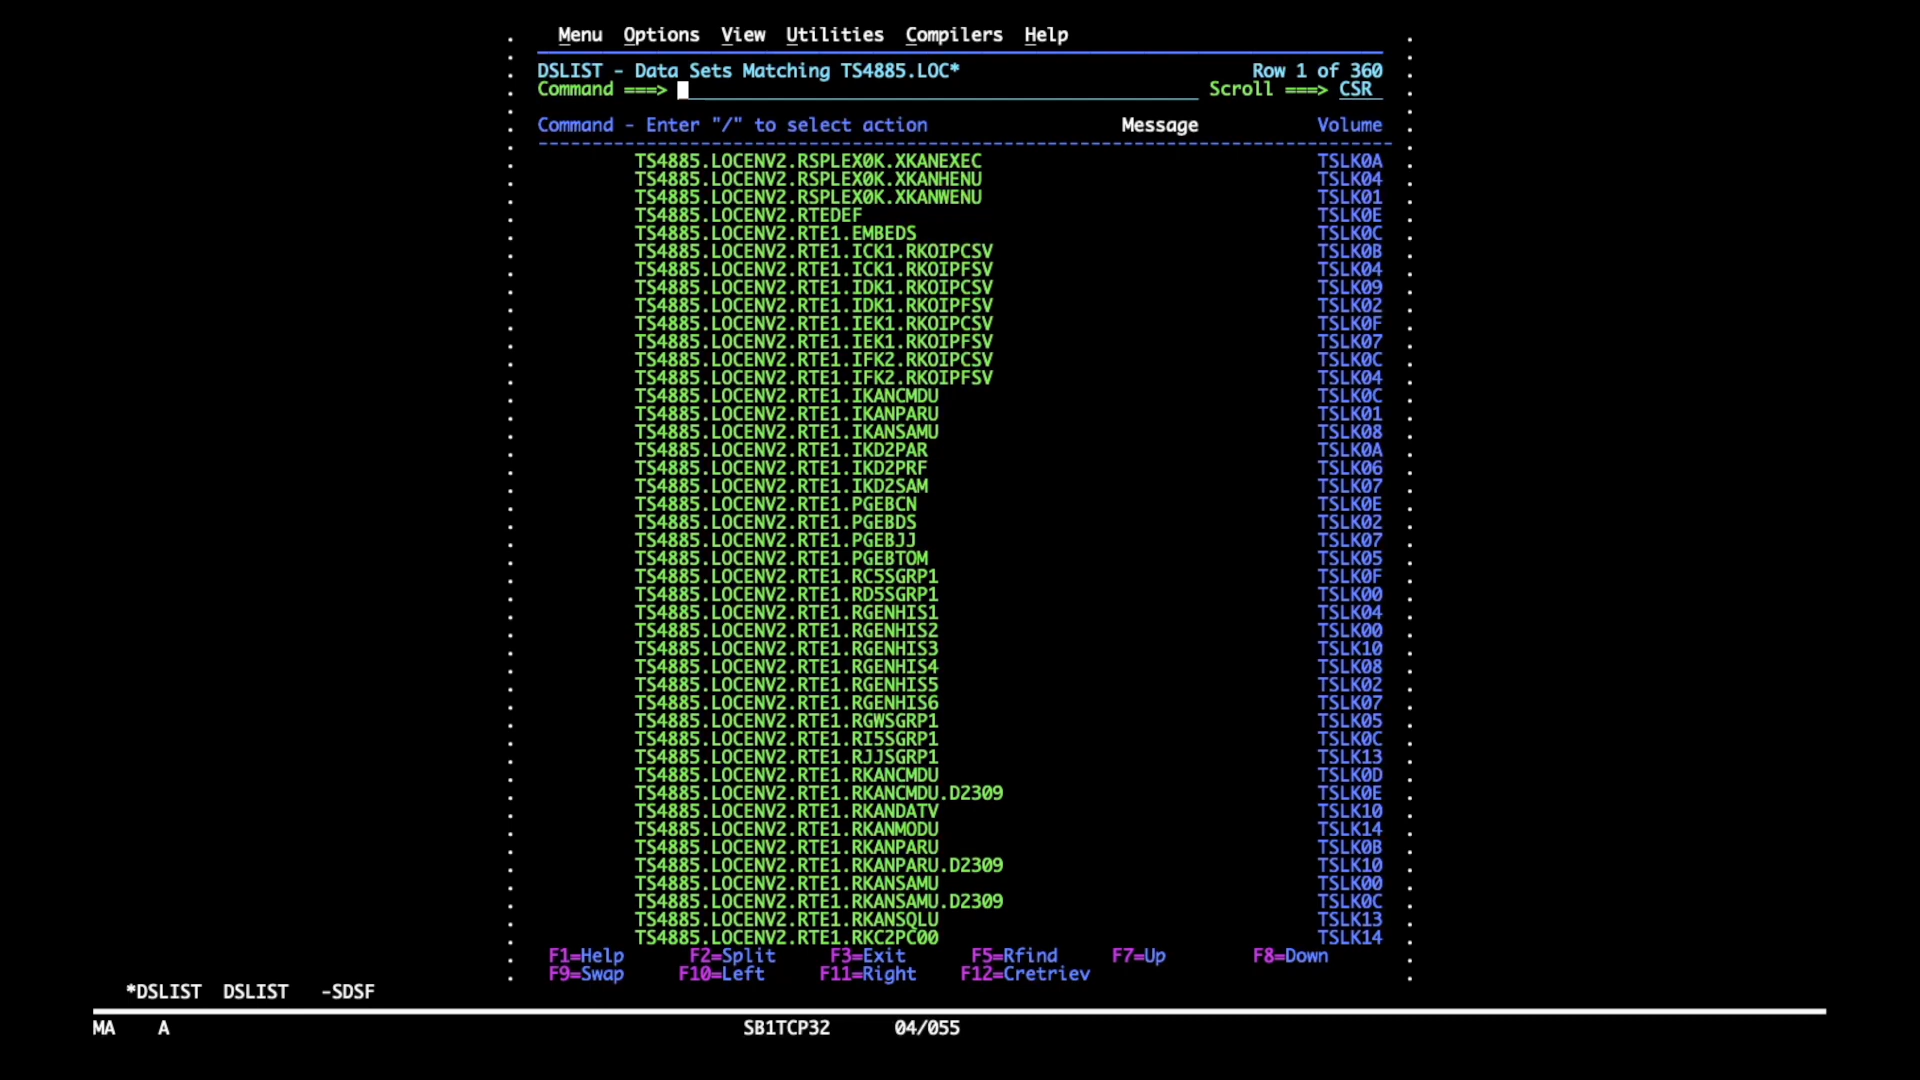 Menu Options View Utilities Compilers Help
DSLIST - Data Sets Matching TS4885.LOC* Row 1 of 360
Command ===> Scroll ===> CSR
Command - Enter "/" to select action Message Volume
TS4885.LOCENV2.RSPLEX0K.XKANEXEC TSLK0A
TS4885.LOCENV2.RSPLEX0K.XKANHENU TSLK04
TS4885.LOCENV2.RSPLEX0K.XKANWENU TSLK01
TS4885.LOCENV2.RTEDEF TSLK0E
TS4885.LOCENV2.RTE1.EMBEDS TSLK0C
TS4885.LOCENV2.RTE1.ICK1.RKOIPCSV TSLK0B
TS4885.LOCENV2.RTE1.ICK1.RKOIPFSV TSLK04
TS4885.LOCENV2.RTE1.IDK1.RKOIPCSV TSLK09
TS4885.LOCENV2.RTE1.IDK1.RKOIPFSV TSLK02
TS4885.LOCENV2.RTE1.IEK1.RKOIPCSV TSLK0F
TS4885.LOCENV2.RTE1.IEK1.RKOIPFSV TSLK07
TS4885.LOCENV2.RTE1.IFK2.RKOIPCSV TSLK0C
TS4885.LOCENV2.RTE1.IFK2.RKOIPFSV TSLK04
TS4885.LOCENV2.RTE1.IKANCMDU TSLK0C
TS4885.LOCENV2.RTE1.IKANPARU TSLK01
TS4885.LOCENV2.RTE1.IKANSAMU TSLK08
TS4885.LOCENV2.RTE1.IKD2PAR TSLK0A
TS4885.LOCENV2.RTE1.IKD2PRF TSLK06
TS4885.LOCENV2.RTE1.IKD2SAM TSLK07
TS4885.LOCENV2.RTE1.PGEBCN TSLK0E
TS4885.LOCENV2.RTE1.PGEBDS TSLK02
TS4885.LOCENV2.RTE1.PGEBJJ TSLK07
TS4885.LOCENV2.RTE1.PGEBTOM TSLK05
TS4885.LOCENV2.RTE1.RC5SGRP1 TSLK0F
TS4885.LOCENV2.RTE1.RD5SGRP1 TSLK00
TS4885.LOCENV2.RTE1.RGENHIS1 TSLK04
TS4885.LOCENV2.RTE1.RGENHIS2 TSLK00
TS4885.LOCENV2.RTE1.RGENHIS3 TSLK10
TS4885.LOCENV2.RTE1.RGENHIS4 TSLK08
TS4885.LOCENV2.RTE1.RGENHIS5 TSLK02
TS4885.LOCENV2.RTE1.RGENHIS6 TSLK07
TS4885.LOCENV2.RTE1.RGWSGRP1 TSLK05
TS4885.LOCENV2.RTE1.RI5SGRP1 TSLK0C
TS4885.LOCENV2.RTE1.RJJSGRP1 TSLK13
TS4885.LOCENV2.RTE1.RKANCMDU TSLK0D
TS4885.LOCENV2.RTE1.RKANCMDU.D2309 TSLK0E
TS4885.LOCENV2.RTE1.RKANDATV TSLK10
TS4885.LOCENV2.RTE1.RKANMODU TSLK14
TS4885.LOCENV2.RTE1.RKANPARU TSLK0B
TS4885.LOCENV2.RTE1.RKANPARU.D2309 TSLK10
TS4885.LOCENV2.RTE1.RKANSAMU TSLK00
TS4885.LOCENV2.RTE1.RKANSAMU.D2309 TSLK0C
TS4885.LOCENV2.RTE1.RKANSQLU TSLK13
TS4885.LOCENV2.RTE1.RKC2PC00 TSLK14
F1=Help F2=Split F3=Exit F5=Rfind F7=Up F8=Down
F9=Swap F10=Left F11=Right F12=Cretriev
*DSLIST DSLIST -SDSF
MA A SB1TCP32 04/055